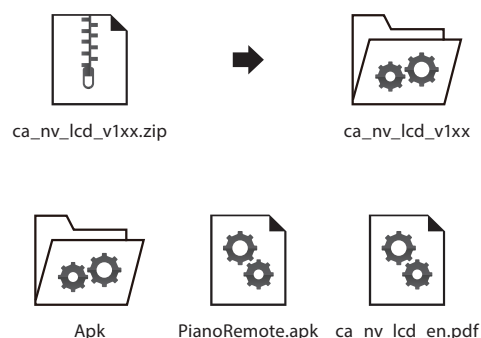 ca_nv_lcd_v1xx.zip
ca_nv_lcd_v1xx
Apk
PianoRemote.apk
ca_nv_lcd_en.pdf